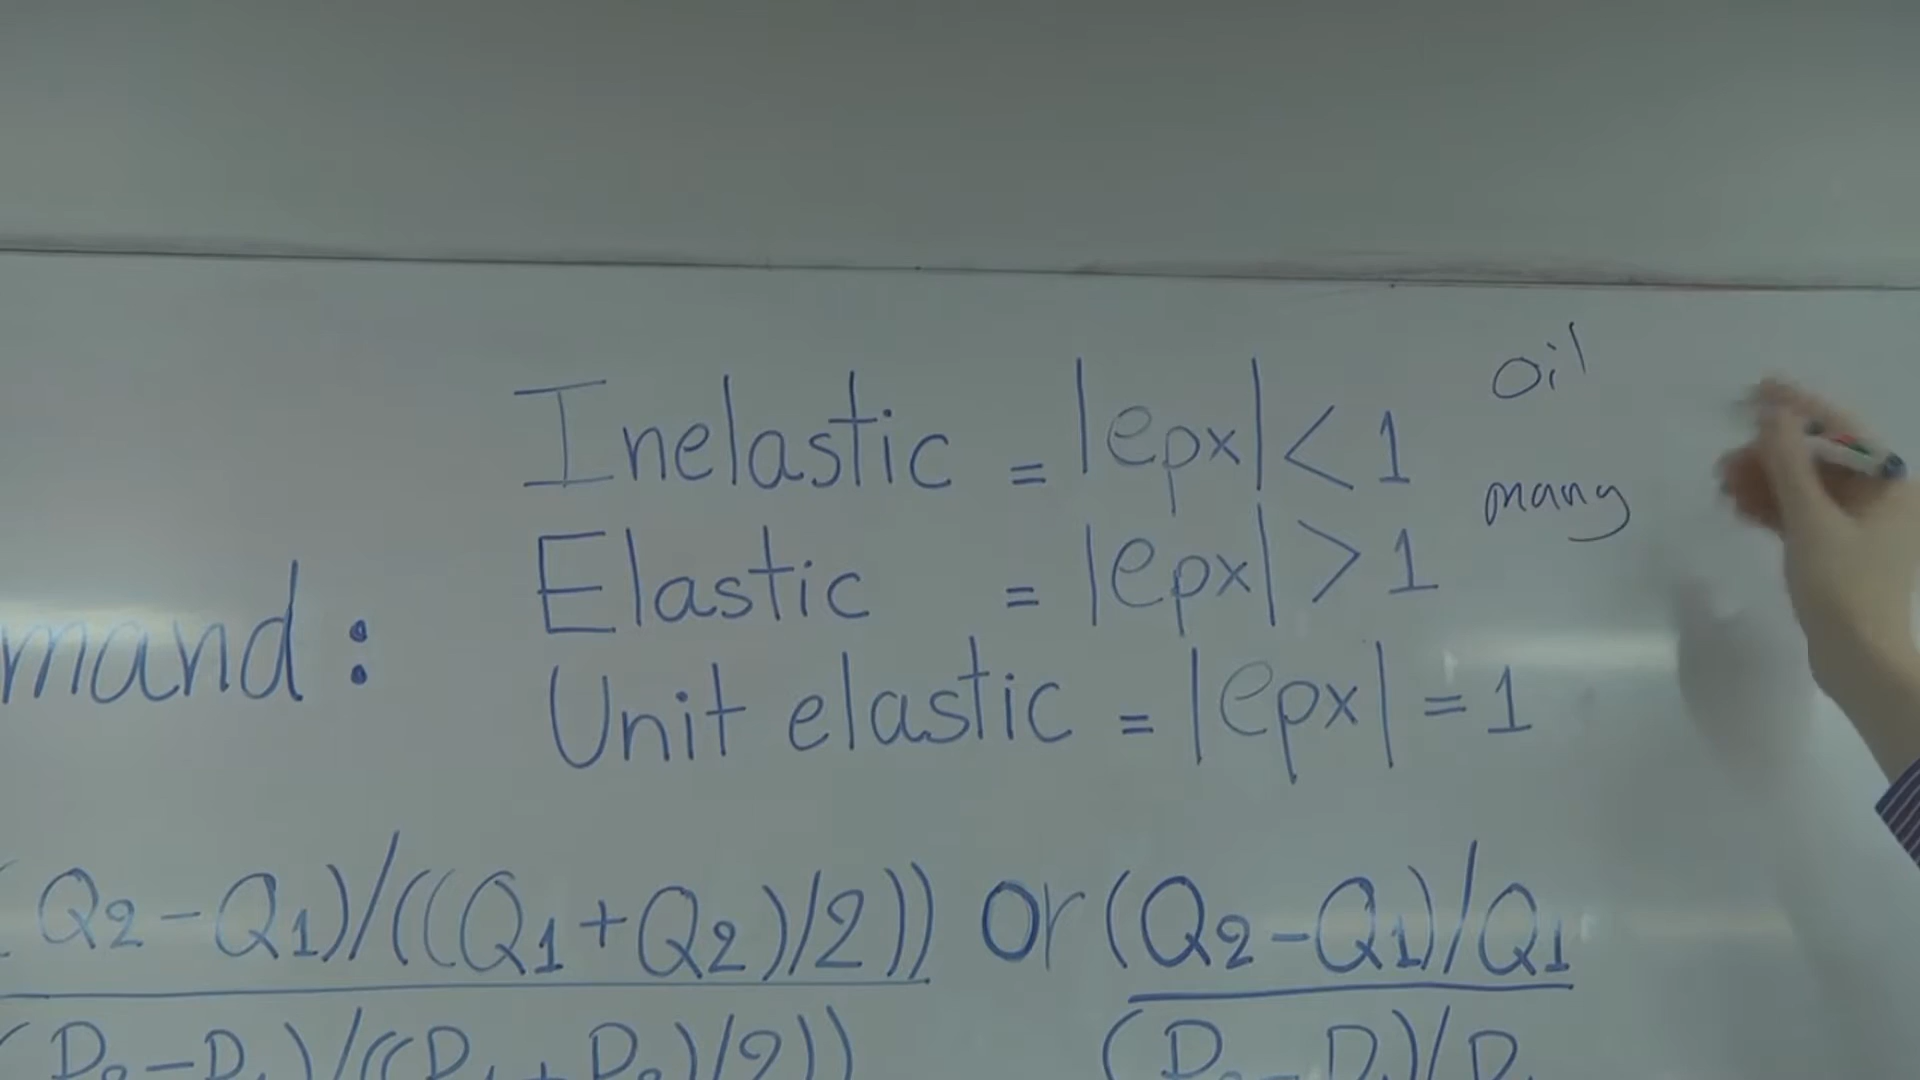 oil
Inelastic = |epx| < 1
many
Elastic = |epx| > 1
mand :
Unit elastic = |epx| = 1
(Q2-Q1)/((Q1+Q2)/2)) or (Q2-Q1)/Q1